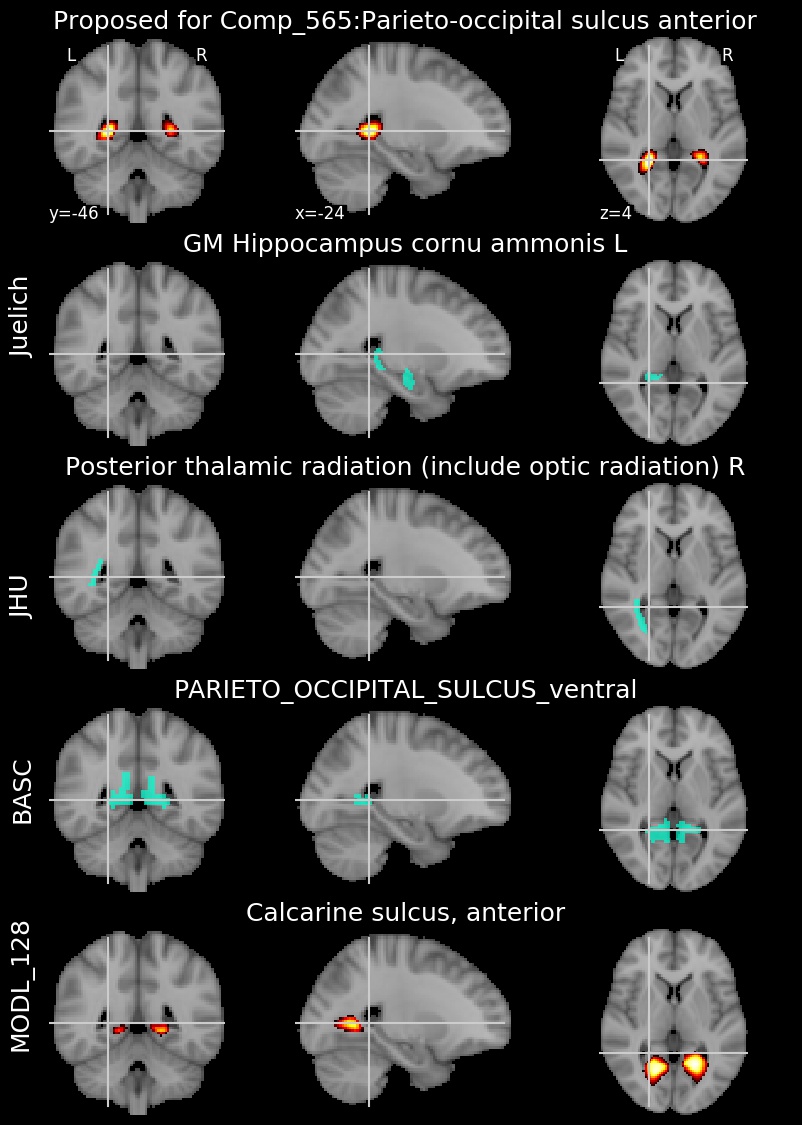 Proposed for Comp_565:Parieto-occipital sulcus anterior
L R L R
y=-46 x=-24 z=4
GM Hippocampus cornu ammonis L
Juelich
Posterior thalamic radiation (include optic radiation) R
JHU
PARIETO_OCCIPITAL_SULCUS_ventral
BASC
Calcarine sulcus, anterior
MODL_128